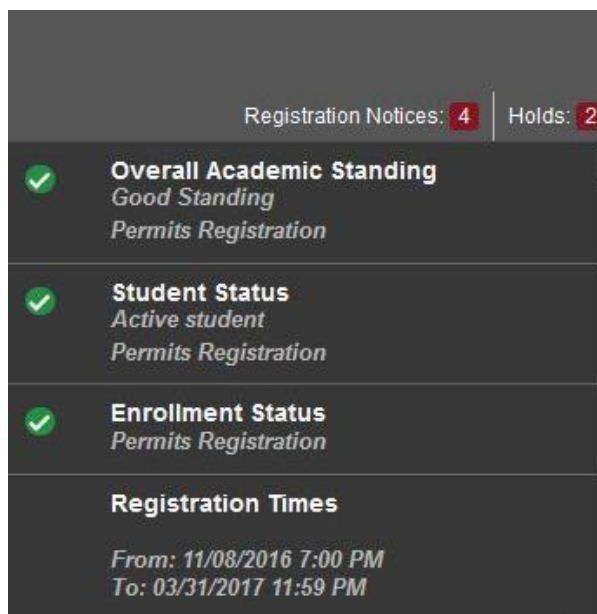 Registration Notices: 4 Holds: 2
Overall Academic Standing
Good Standing
Permits Registration
Student Status
Active student
Permits Registration
Enrollment Status
Permits Registration
Registration Times
From: 11/08/2016 7:00 PM
To: 03/31/2017 11:59 PM